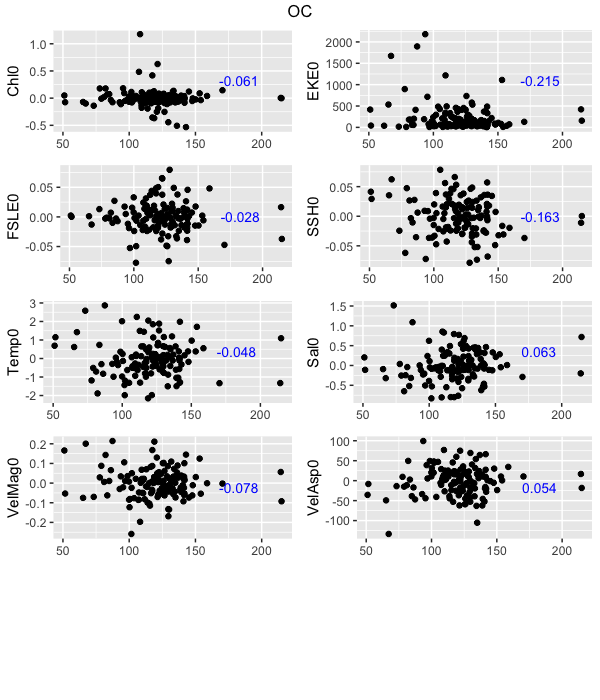 OC
Chl0
1.0
0.5
0.0
-0.5
-0.061
50 100 150 200
EKE0
2000
1500
1000
500
0
-0.215
50 100 150 200
FSLE0
0.05
0.00
-0.05
-0.028
50 100 150 200
SSH0
0.05
0.00
-0.05
-0.163
50 100 150 200
Temp0
3
2
1
0
-1
-2
-0.048
50 100 150 200
Sal0
1.5
1.0
0.5
0.0
-0.5
0.063
50 100 150 200
VelMag0
0.2
0.1
0.0
-0.1
-0.2
-0.078
50 100 150 200
VelAsp0
100
50
0
-50
-100
0.054
50 100 150 200